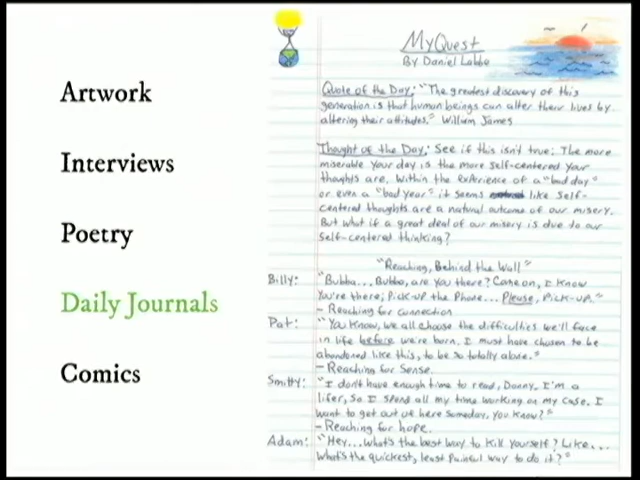 Artwork
Interviews
Poetry
Daily Journals
Comics
MyQuest
By Daniel Labbe
Quote of the Day: "The greatest discovery of this
generation is that human beings can alter their lives by
altering their attitudes." William James
Thought of the Day: See if this isn't true: The more
miserable your day is the more self-centered your
thoughts are. Within the experience of a "bad day"
or even a "bad year" it seems like self-
centered thoughts are a natural outcome of our misery.
But what if a great deal of our misery is due to our
self-centered thinking?
"Reaching, Behind the Wall"
Billy: "Bubba... Bubba, are you there? Come on, I know
You're there; Pick-up the Phone... Please, Pick-up."
- Reaching for connection
Pat: "You know, we all choose the difficulties we'll face
in life before we're born. I must have chosen to be
abandoned like this, to be so totally alone."
- Reaching for Sense.
Smitty: "I don't have enough time to read, Danny. I'm a
lifer, so I spend all my time working on my case. I
want to get out of here someday, you know?"
- Reaching for hope.
Adam: "Hey... what's the best way to kill yourself? Like...
what's the quickest, least painful way to do it?"